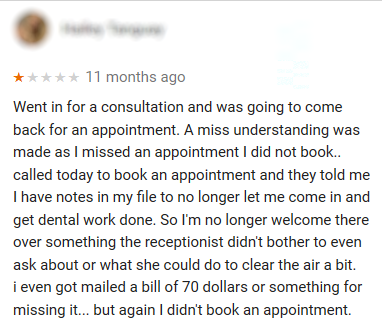 11 months ago
Went in for a consultation and was going to come
back for an appointment. A miss understanding was
made as I missed an appointment I did not book..
called today to book an appointment and they told me
I have notes in my file to no longer let me come in and
get dental work done. So I'm no longer welcome there
over something the receptionist didn't bother to even
ask about or what she could do to clear the air a bit.
i even got mailed a bill of 70 dollars or something for
missing it... but again I didn't book an appointment.